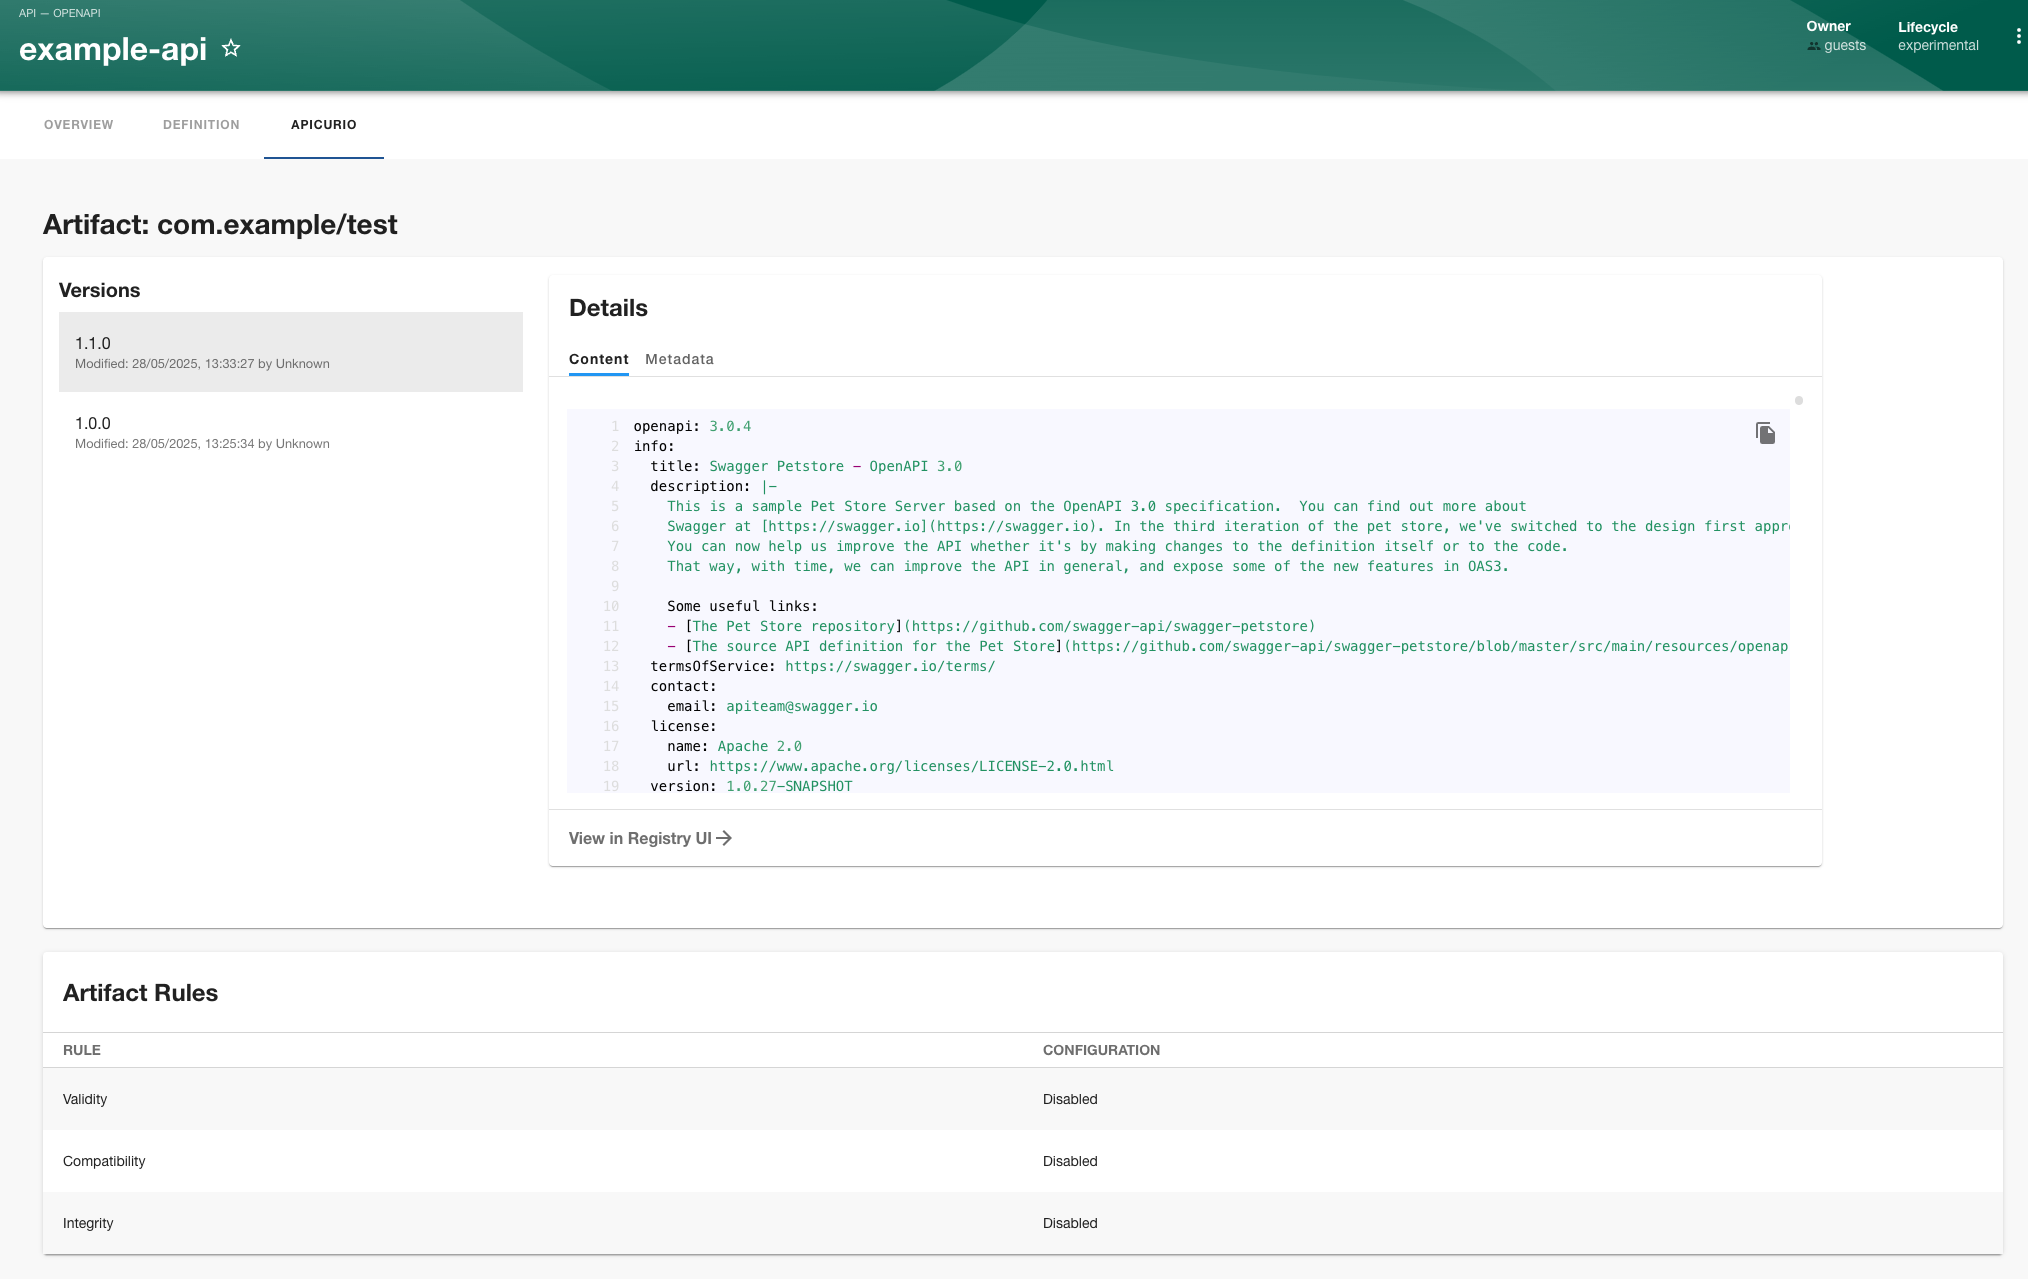 API — OPENAPI
example-api
Owner
guests
Lifecycle
experimental
OVERVIEW
DEFINITION
APICURIO
Artifact: com.example/test
Versions
1.1.0
Modified: 28/05/2025, 13:33:27 by Unknown
1.0.0
Modified: 28/05/2025, 13:25:34 by Unknown
Details
Content
Metadata
1 openapi: 3.0.4
2 info:
3   title: Swagger Petstore - OpenAPI 3.0
4   description: |-
5     This is a sample Pet Store Server based on the OpenAPI 3.0 specification.  You can find out more about
6     Swagger at [https://swagger.io](https://swagger.io). In the third iteration of the pet store, we've switched to the design first appr
7     You can now help us improve the API whether it's by making changes to the definition itself or to the code.
8     That way, with time, we can improve the API in general, and expose some of the new features in OAS3.
9
10     Some useful links:
11     - [The Pet Store repository](https://github.com/swagger-api/swagger-petstore)
12     - [The source API definition for the Pet Store](https://github.com/swagger-api/swagger-petstore/blob/master/src/main/resources/openap
13   termsOfService: https://swagger.io/terms/
14   contact:
15     email: apiteam@swagger.io
16   license:
17     name: Apache 2.0
18     url: https://www.apache.org/licenses/LICENSE-2.0.html
19   version: 1.0.27-SNAPSHOT
View in Registry UI
Artifact Rules
RULE
CONFIGURATION
Validity
Disabled
Compatibility
Disabled
Integrity
Disabled